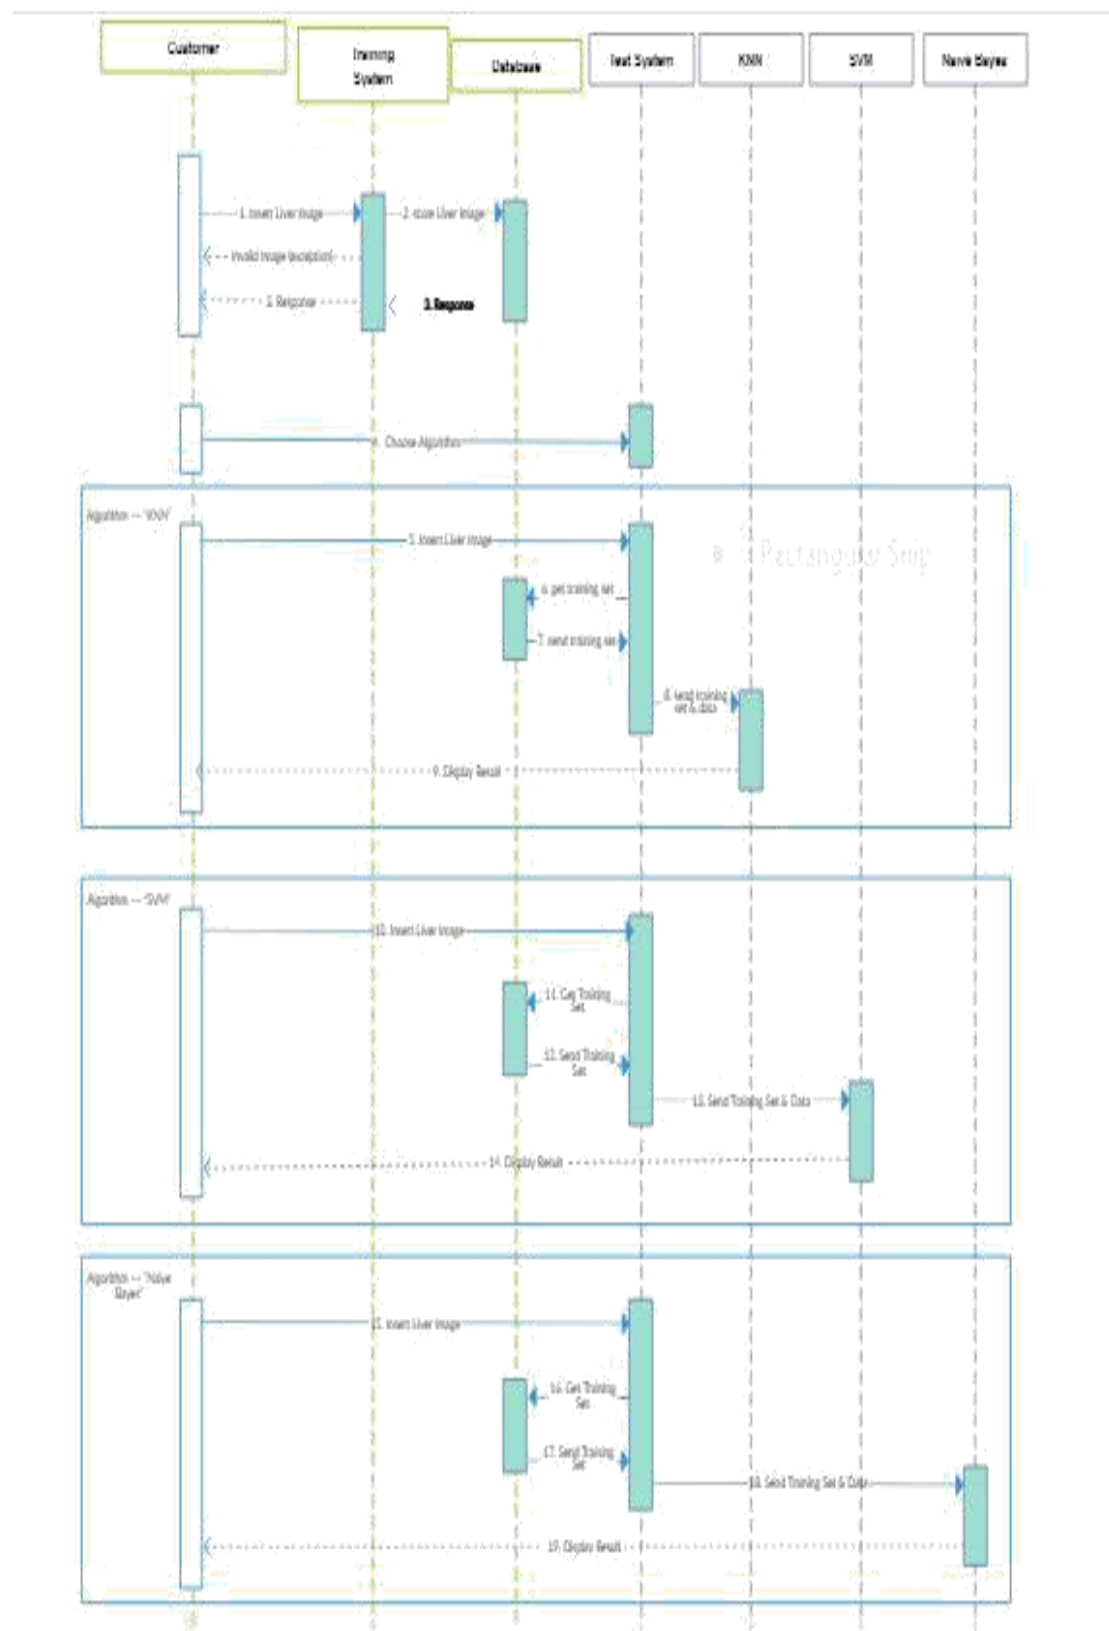 Customer
Training
System
Database
Test System
KNN
SVM
Naive Bayes
1. Insert Liver Image
2. store Liver Image
Invalid Image (exception)
3. Response
3. Response
Choose Algorithm
Algorithm == "KNN"
5. Insert Liver Image
Rectangular Snip
6. get training set
7. send training set
8. send training
set & data
9. Display Result
Algorithm == "SVM"
10. Insert Liver Image
11. Training
Set
12. Send Training
Set
13. Send Training Set & Data
14. Display Result
Algorithm == "Naive
Bayes"
15. Insert Liver Image
16. Get Training
Set
17. Send Training
Set
18. Send Training Set & Data
19. Display Result